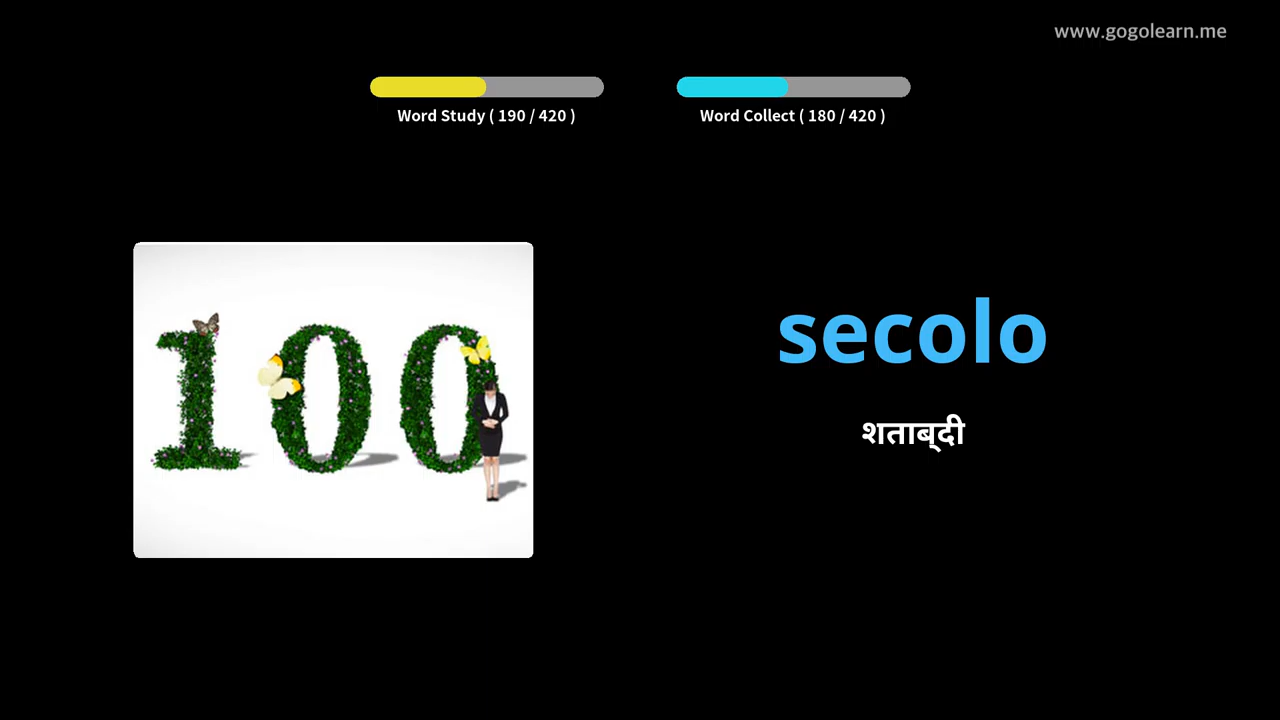 www.gogolearn.me
Word Study ( 190 / 420 )
Word Collect ( 180 / 420 )
100
secolo
शताब्‌दी